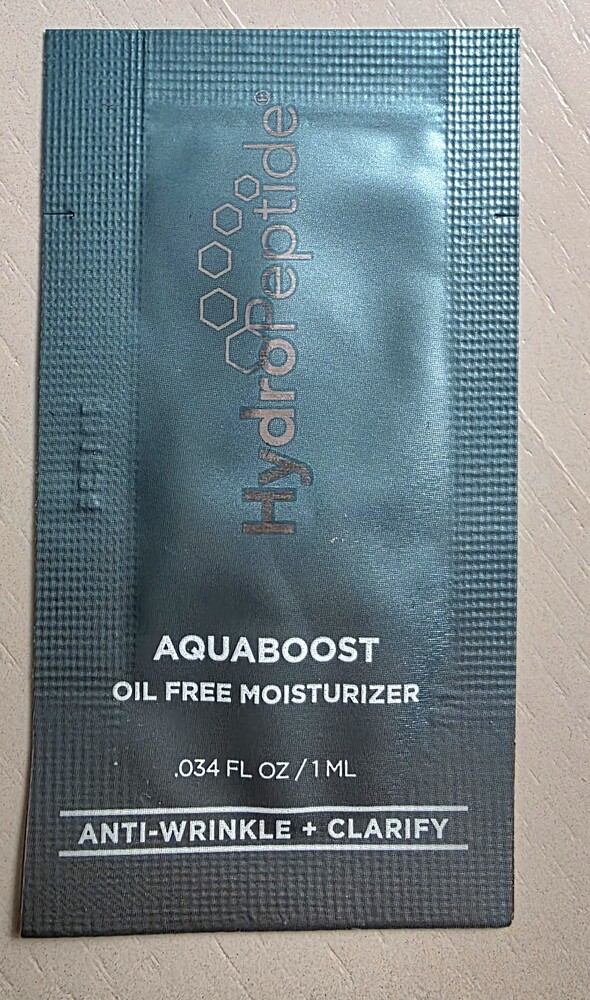 HydroPeptide®
AQUABOOST
OIL FREE MOISTURIZER
.034 FL OZ / 1 ML
ANTI-WRINKLE + CLARIFY